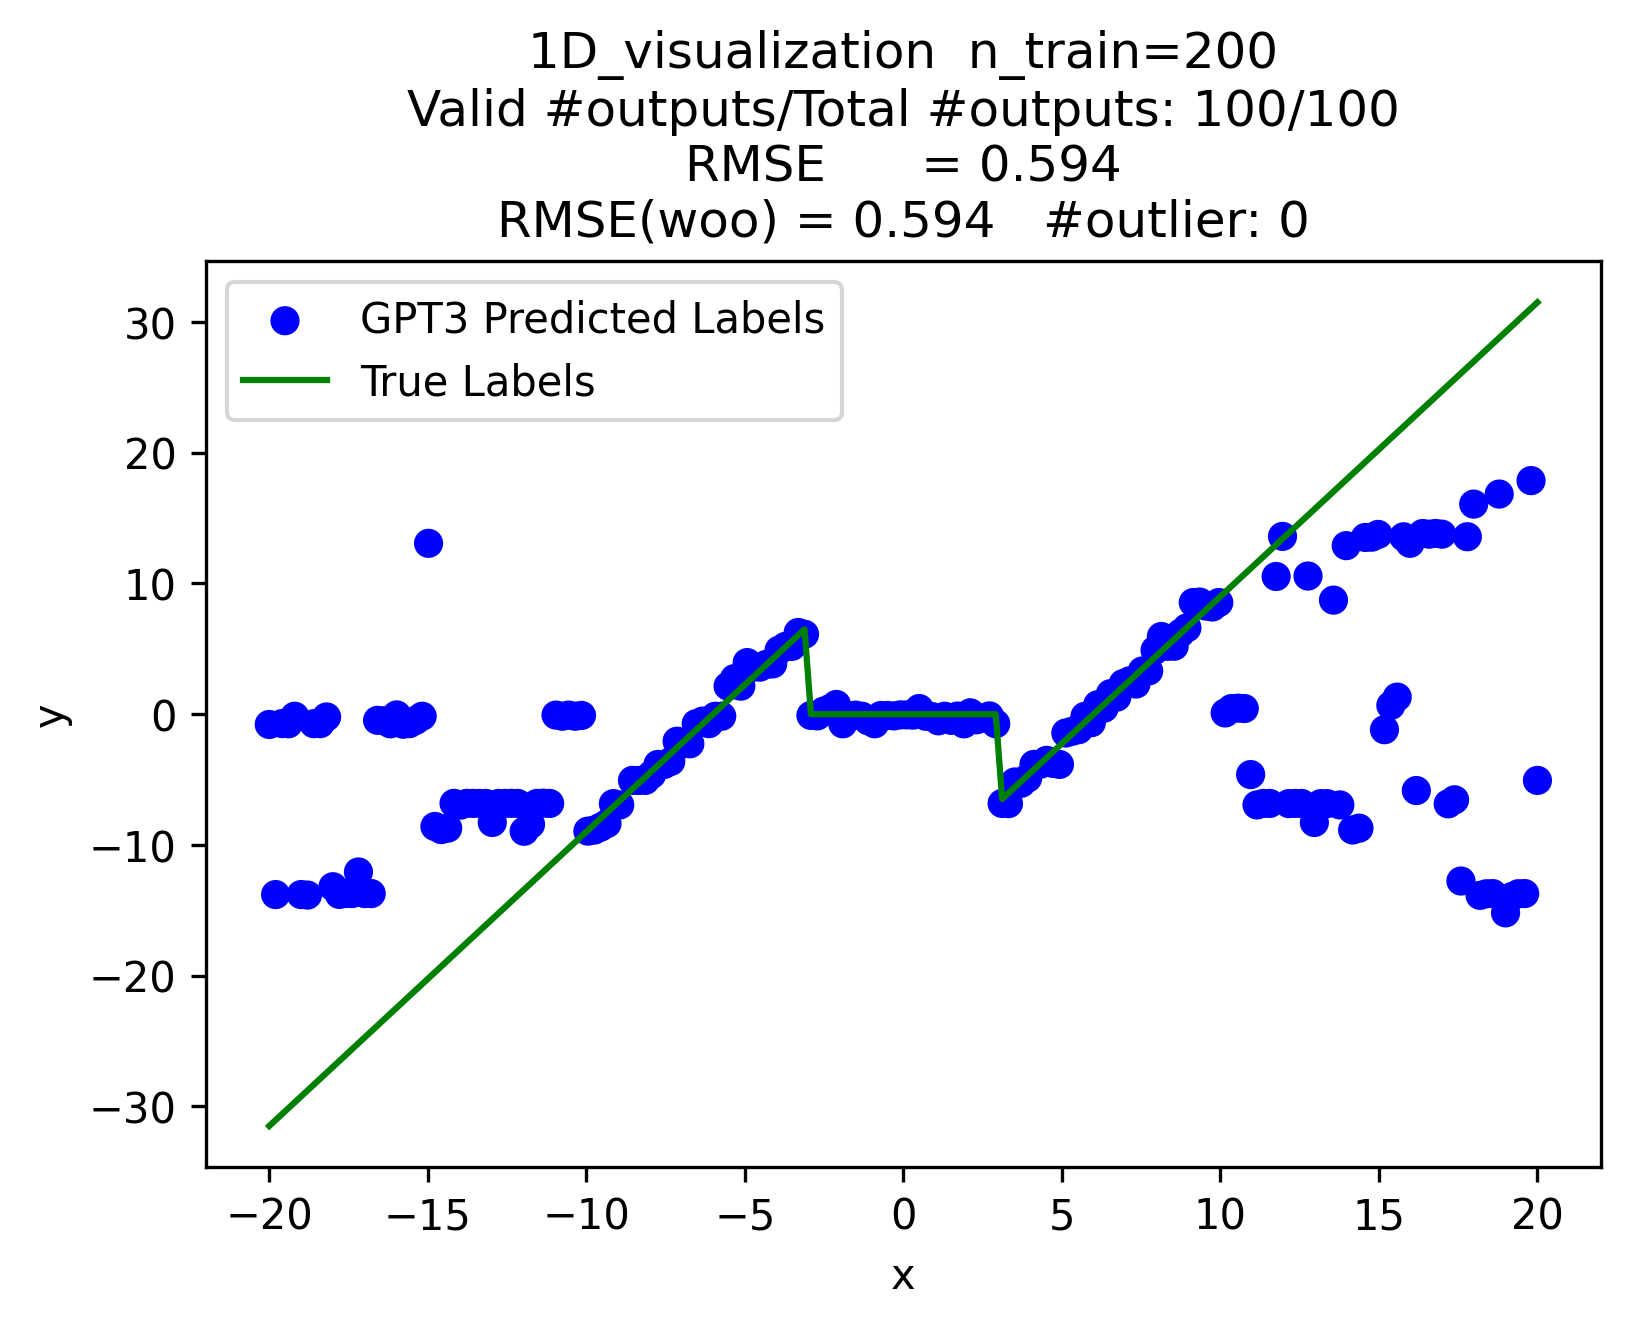 1D_visualization  n_train=200
Valid #outputs/Total #outputs: 100/100
RMSE      = 0.594
RMSE(woo) = 0.594   #outlier: 0
GPT3 Predicted Labels
True Labels
30
20
10
0
−10
−20
−30
y
−20 −15 −10 −5 0 5 10 15 20
x